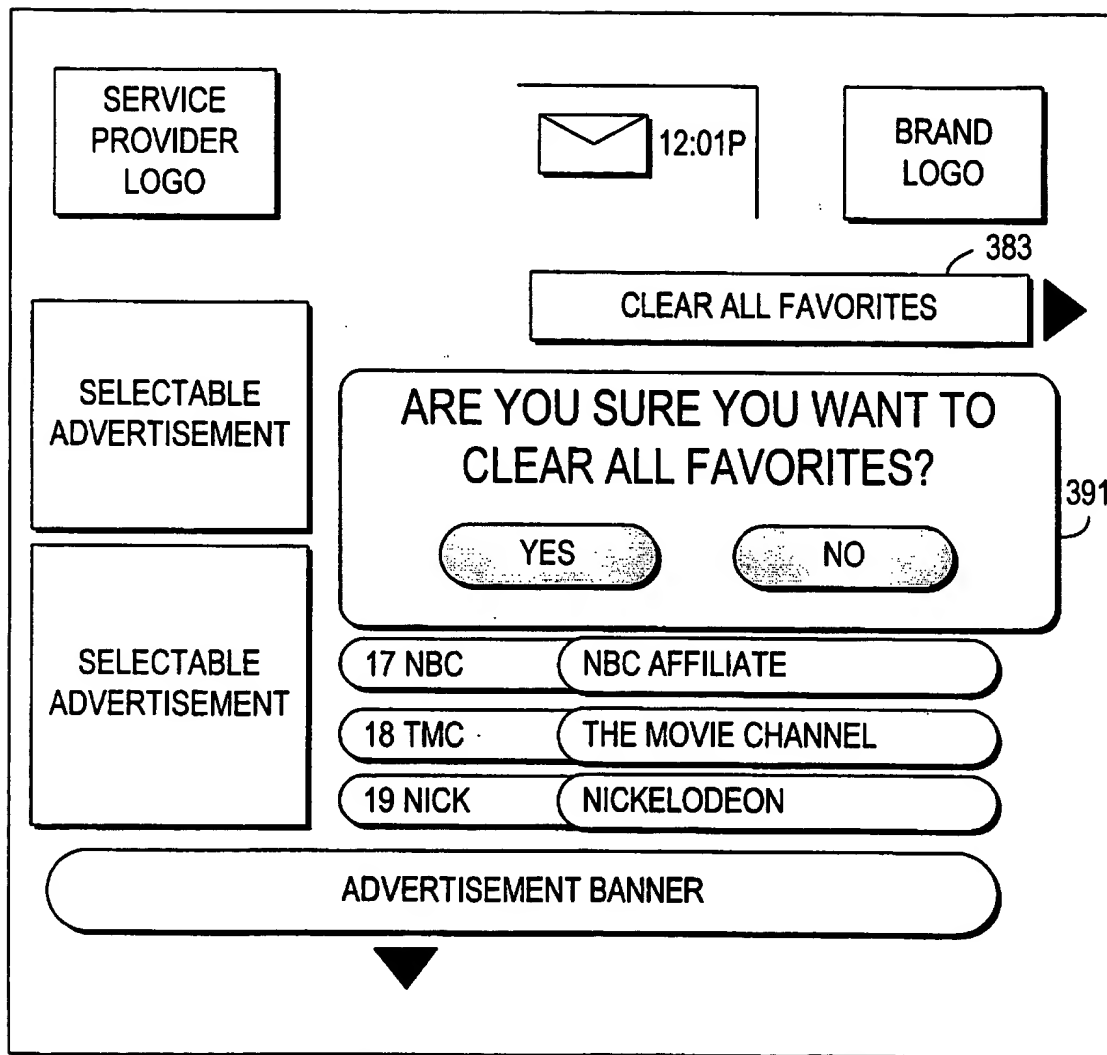 SERVICE
PROVIDER
LOGO
12:01P
BRAND
LOGO
383
CLEAR ALL FAVORITES
SELECTABLE
ADVERTISEMENT
ARE YOU SURE YOU WANT TO
CLEAR ALL FAVORITES?
391
YES NO
SELECTABLE
ADVERTISEMENT
17 NBC NBC AFFILIATE
18 TMC THE MOVIE CHANNEL
19 NICK NICKELODEON
ADVERTISEMENT BANNER